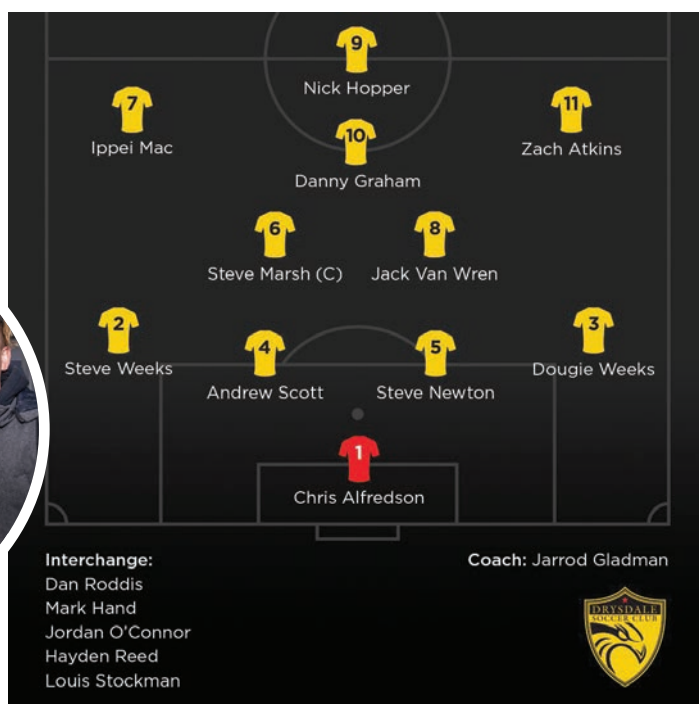 9
Nick Hopper
7
Ippei Mac
11
Zach Atkins
10
Danny Graham
6
Steve Marsh (C)
8
Jack Van Wren
2
Steve Weeks
4
Andrew Scott
5
Steve Newton
3
Dougie Weeks
1
Chris Alfredson
Interchange:
Dan Roddis
Mark Hand
Jordan O'Connor
Hayden Reed
Louis Stockman
Coach: Jarrod Gladman
DRYSDALE
SOCCER CLUB